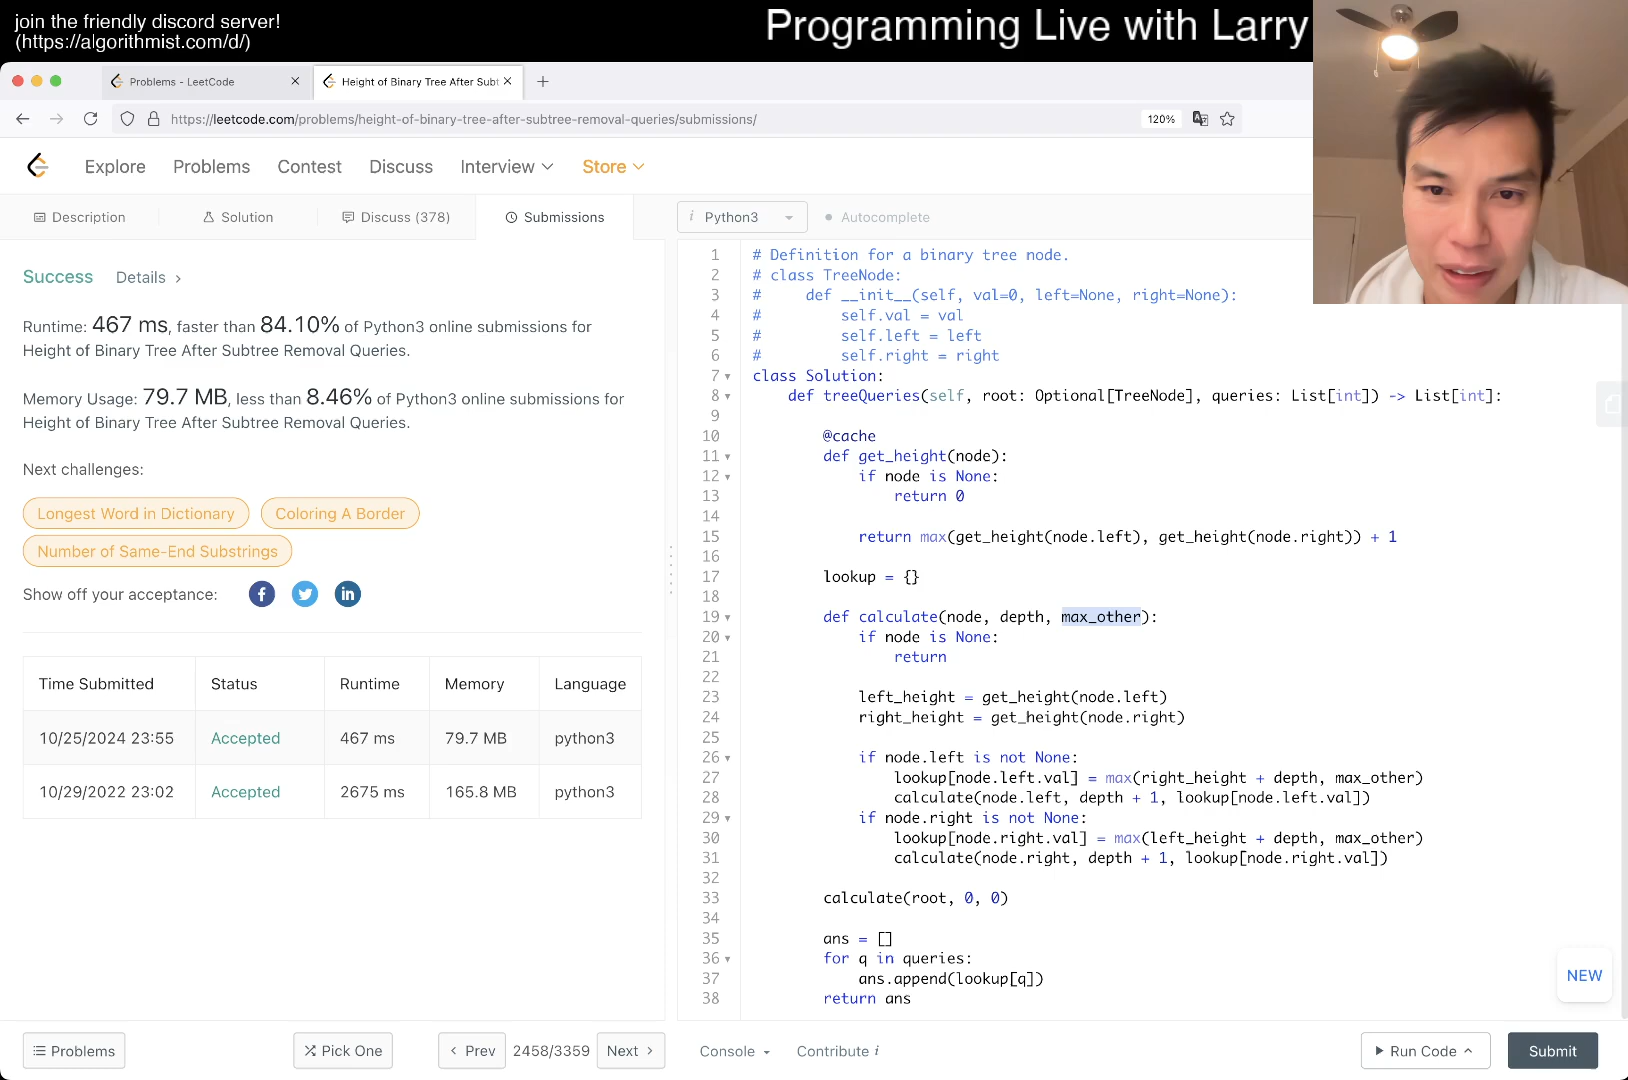 join the friendly discord server!
(https://algorithmist.com/d/)
Programming Live with Larry
Problems - LeetCode
Height of Binary Tree After Subt
https://leetcode.com/problems/height-of-binary-tree-after-subtree-removal-queries/submissions/
120%
Explore Problems Contest Discuss Interview Store
Description Solution Discuss (378) Submissions
i Python3 Autocomplete
Success Details >
Runtime: 467 ms, faster than 84.10% of Python3 online submissions for
Height of Binary Tree After Subtree Removal Queries.
Memory Usage: 79.7 MB, less than 8.46% of Python3 online submissions for
Height of Binary Tree After Subtree Removal Queries.
Next challenges:
Longest Word in Dictionary Coloring A Border
Number of Same-End Substrings
Show off your acceptance:
Time Submitted Status Runtime Memory Language
10/25/2024 23:55 Accepted 467 ms 79.7 MB python3
10/29/2022 23:02 Accepted 2675 ms 165.8 MB python3
1 # Definition for a binary tree node.
2 # class TreeNode:
3 #     def __init__(self, val=0, left=None, right=None):
4 #         self.val = val
5 #         self.left = left
6 #         self.right = right
7 class Solution:
8     def treeQueries(self, root: Optional[TreeNode], queries: List[int]) -> List[int]:
9
10         @cache
11         def get_height(node):
12             if node is None:
13                 return 0
14
15             return max(get_height(node.left), get_height(node.right)) + 1
16
17         lookup = {}
18
19         def calculate(node, depth, max_other):
20             if node is None:
21                 return
22
23             left_height = get_height(node.left)
24             right_height = get_height(node.right)
25
26             if node.left is not None:
27                 lookup[node.left.val] = max(right_height + depth, max_other)
28                 calculate(node.left, depth + 1, lookup[node.left.val])
29             if node.right is not None:
30                 lookup[node.right.val] = max(left_height + depth, max_other)
31                 calculate(node.right, depth + 1, lookup[node.right.val])
32
33         calculate(root, 0, 0)
34
35         ans = []
36         for q in queries:
37             ans.append(lookup[q])
38         return ans
NEW
Problems Pick One < Prev 2458/3359 Next > Console Contribute i Run Code Submit